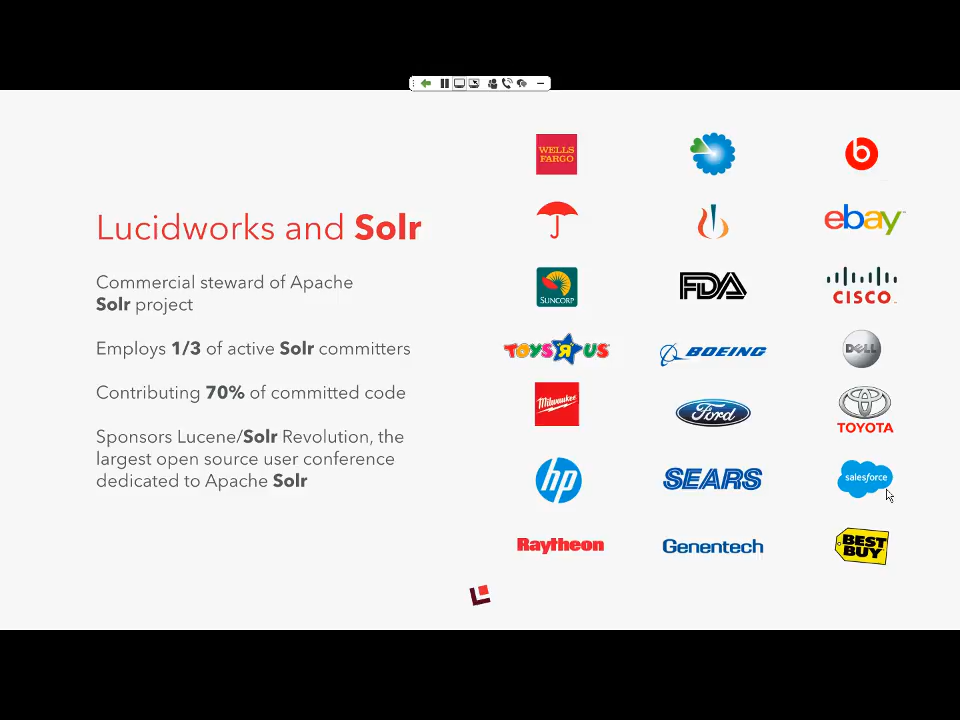 Lucidworks and Solr
Commercial steward of Apache
Solr project
Employs 1/3 of active Solr committers
Contributing 70% of committed code
Sponsors Lucene/Solr Revolution, the
largest open source user conference
dedicated to Apache Solr
WELLS
FARGO
b
ebay™
SUNCORP
FDA
CISCO
TOYS R US
BOEING
DELL
Milwaukee
Ford
TOYOTA
hp
SEARS
salesforce
Raytheon
Genentech
BEST
BUY